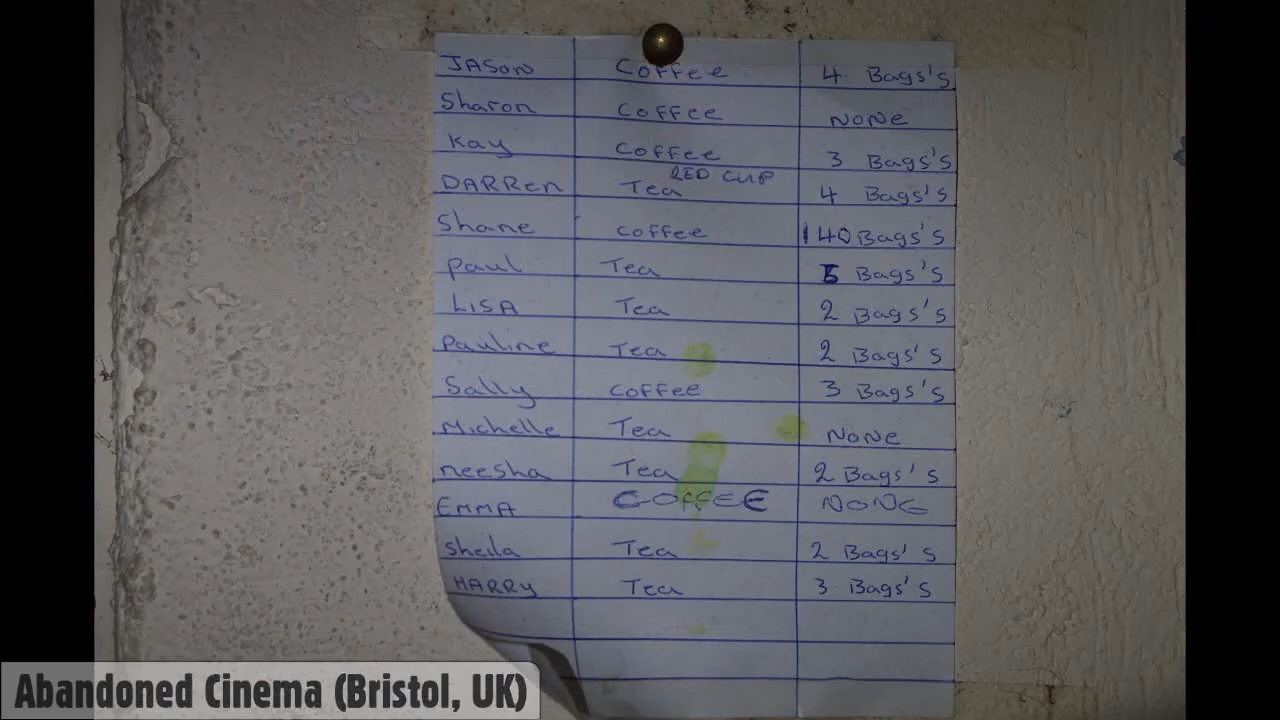 JASON Coffee 4 Bags's
Sharon Coffee NONE
Kay Coffee 3 Bags's
RED CUP
DARRen Tea 4 Bags's
Shane coffee 140 Bags's
Paul Tea 5 Bags's
LISA Tea 2 Bags's
Pauline Tea 2 Bags's
Sally coffee 3 Bags's
Michelle Tea NONE
neesha Tea 2 Bags's
EMMA COFFEE NONE
sheila Tea 2 Bags's
HARRY Tea 3 Bags's
Abandoned Cinema (Bristol, UK)